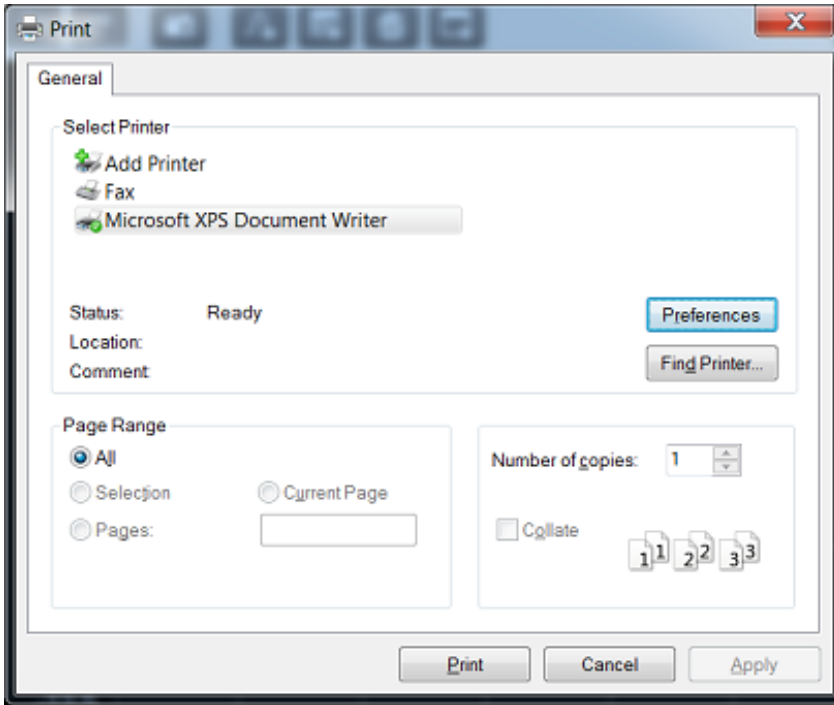 Print
General
Select Printer
Add Printer
Fax
Microsoft XPS Document Writer
Status: Ready
Preferences
Location:
Comment:
Find Printer...
Page Range
All
Number of copies: 1
Selection Current Page
Pages:
Collate
1 1 2 2 3 3
Print Cancel Apply